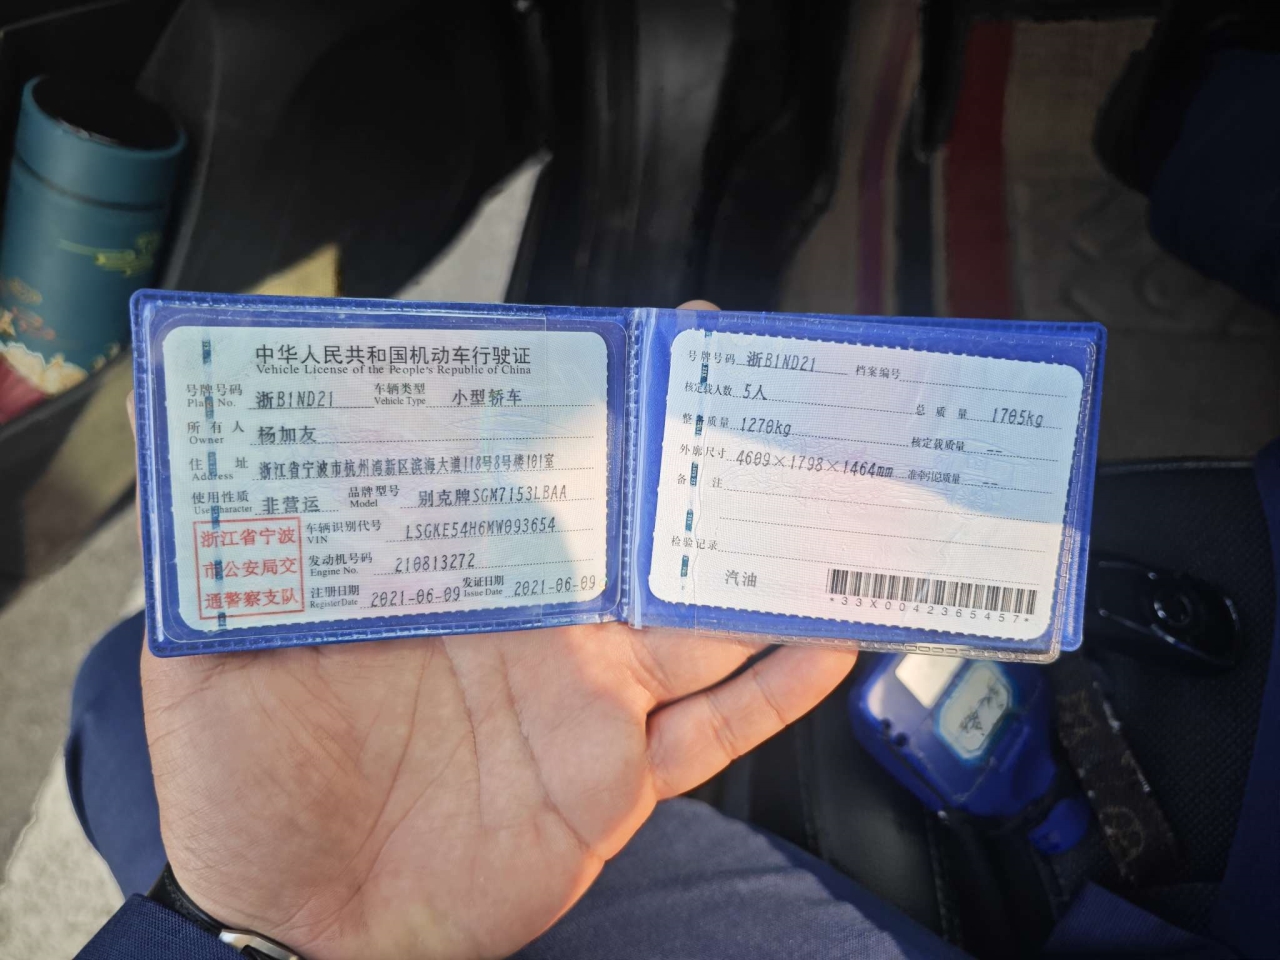 中华人民共和国机动车行驶证
Vehicle License of the People's Republic of China
号牌号码 Plate No. 浙B1ND21 车辆类型 Vehicle Type 小型轿车
所有人 Owner 杨加友
住址 Address 浙江省宁波市杭州湾新区滨海大道118号8号楼101室
使用性质 Use Character 非营运 品牌型号 Model 别克牌SGM7153LBAA
浙江省宁波
市公安局交
通警察支队
车辆识别代号 VIN LSGKE54H6MW093654
发动机号码 Engine No. 210813272
注册日期 Register Date 2021-06-09 发证日期 Issue Date 2021-06-09
号牌号码 浙B1ND21 档案编号
核定载人数 5人 总质量 1705kg
整备质量 1270kg 核定载质量 --
外廓尺寸 4609×1798×1464mm 准牵引总质量 --
备注
检验记录
汽油
*33X0042365457*